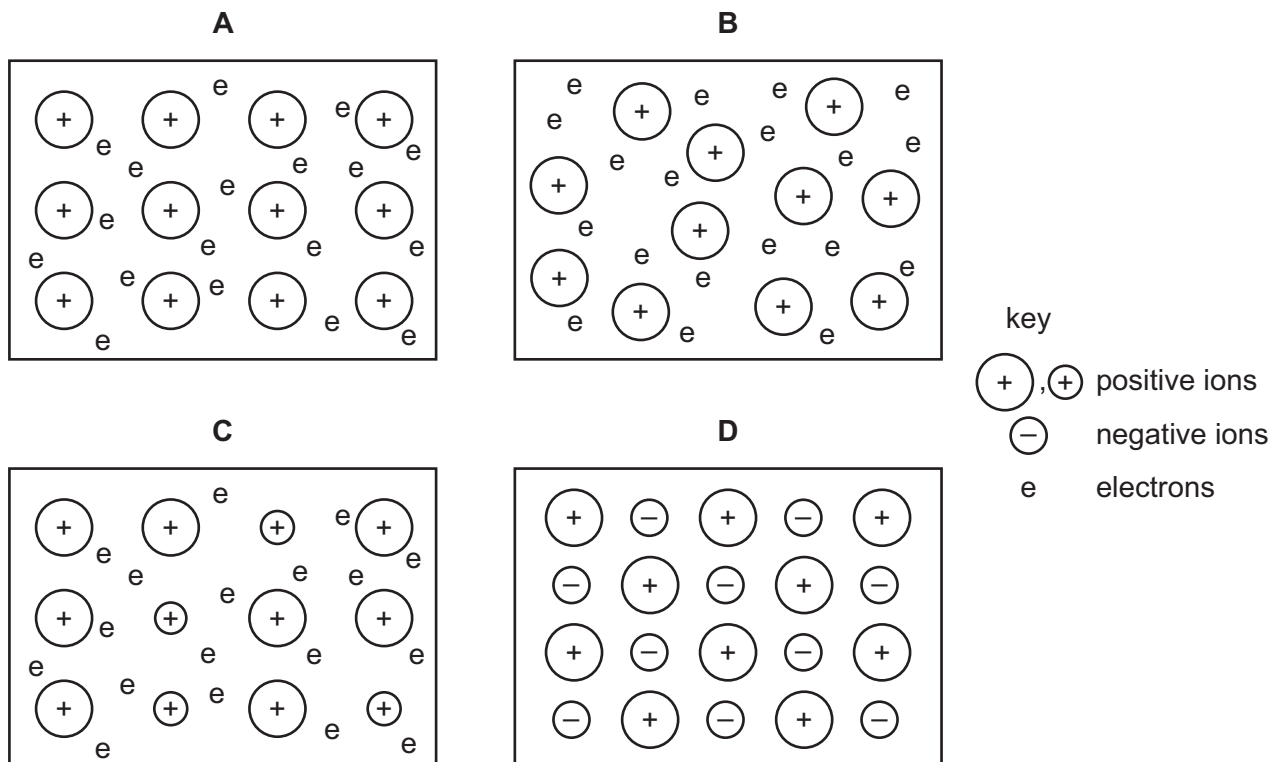 A
e
+ + + e +
e e
e e e
+ e + e + +
e e e
e
+ e + e + e +
e e
B
e e e e
e + e +
+ e
e e e
+ + +
e +
e e e
+ e e
+ + +
e e e
C
e
+ + + e +
e e
e e e
+ e + e + +
e e e
e
+ e + e + e +
e e
D
+ − + − +
− + − + −
+ − + − +
− + − + −
key
+ , + positive ions
− negative ions
e electrons